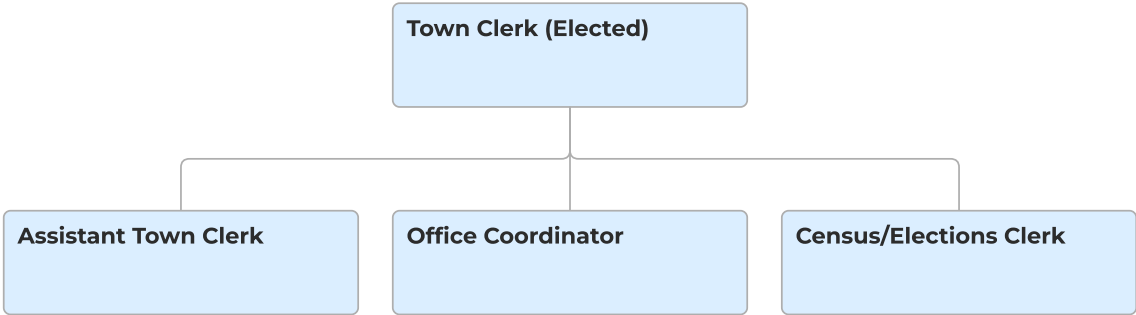 Town Clerk (Elected)
Assistant Town Clerk
Office Coordinator
Census/Elections Clerk